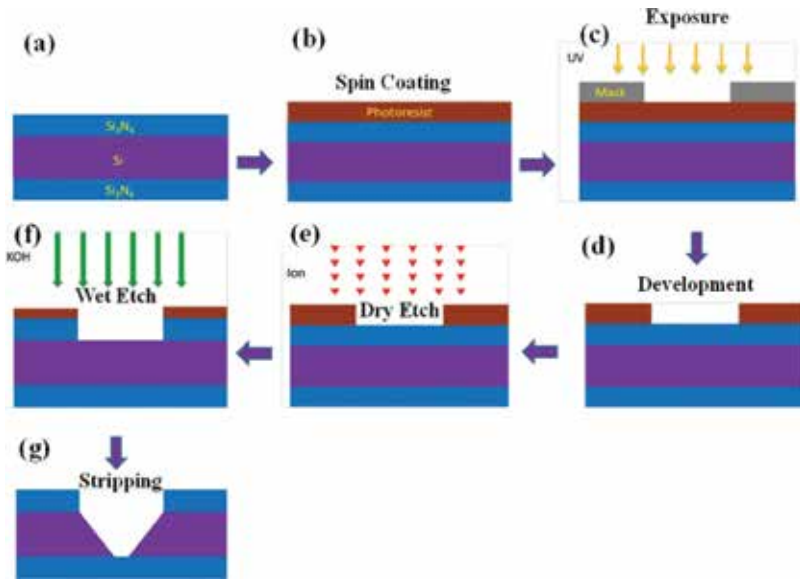 (a)
Si₃N₄
Si
Si₃N₄
(b)
Spin Coating
Photoresist
Exposure
(c)
UV
Mask
(d)
Development
(e)
Ion
Dry Etch
(f)
KOH
Wet Etch
(g)
Stripping